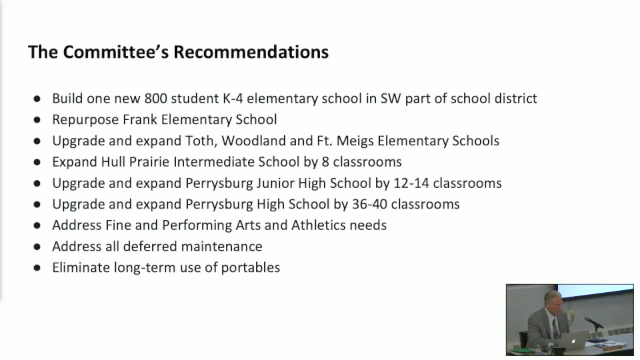 The Committee's Recommendations
● Build one new 800 student K-4 elementary school in SW part of school district
● Repurpose Frank Elementary School
● Upgrade and expand Toth, Woodland and Ft. Meigs Elementary Schools
● Expand Hull Prairie Intermediate School by 8 classrooms
● Upgrade and expand Perrysburg Junior High School by 12-14 classrooms
● Upgrade and expand Perrysburg High School by 36-40 classrooms
● Address Fine and Performing Arts and Athletics needs
● Address all deferred maintenance
● Eliminate long-term use of portables